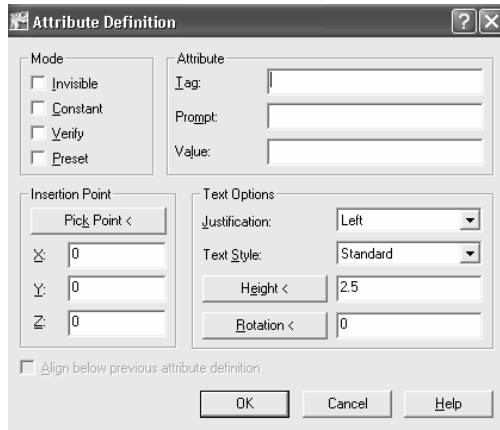 Attribute Definition
Mode
Invisible
Constant
Verify
Preset
Attribute
Tag:
Prompt:
Value:
Insertion Point
Pick Point <
X: 0
Y: 0
Z: 0
Text Options
Justification: Left
Text Style: Standard
Height < 2.5
Rotation < 0
Align below previous attribute definition
OK Cancel Help